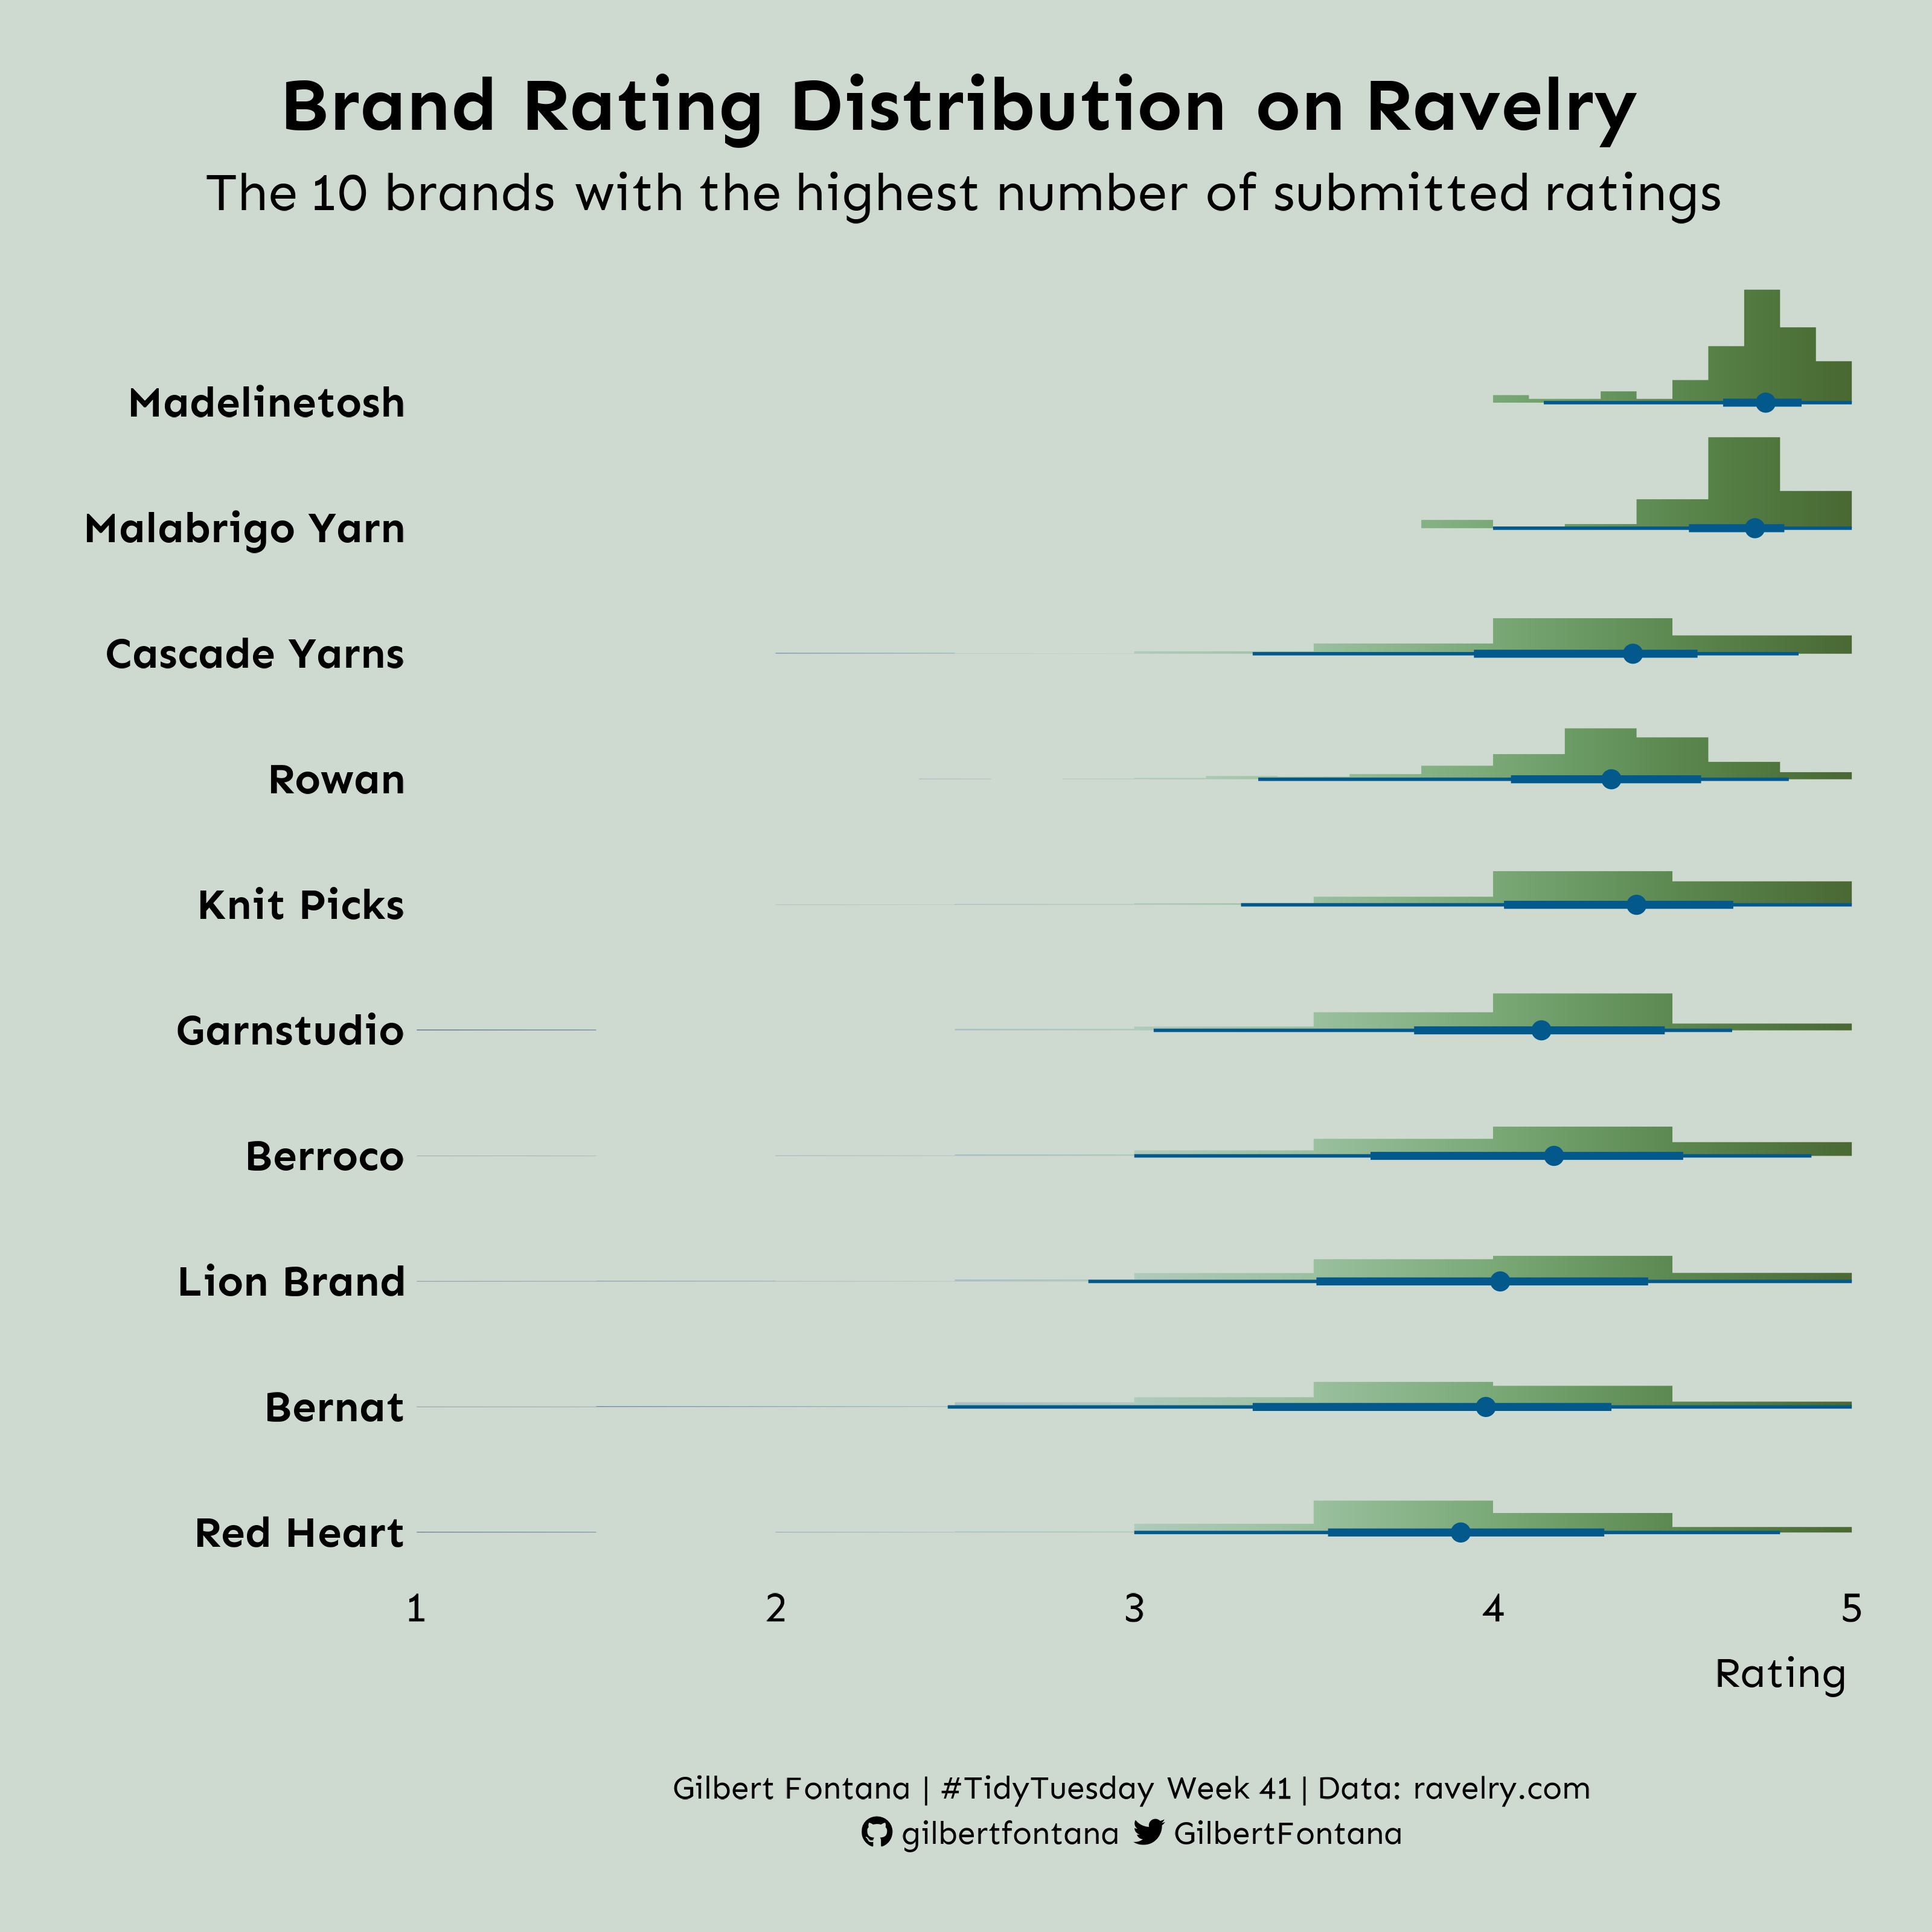 Brand Rating Distribution on Ravelry
The 10 brands with the highest number of submitted ratings
Madelinetosh
Malabrigo Yarn
Cascade Yarns
Rowan
Knit Picks
Garnstudio
Berroco
Lion Brand
Bernat
Red Heart
1 2 3 4 5
Rating
Gilbert Fontana | #TidyTuesday Week 41 | Data: ravelry.com
gilbertfontana GilbertFontana